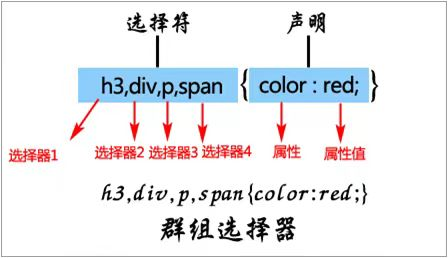 选择符 声明
h3,div,p,span { color : red; }
选择器1 选择器2 选择器3 选择器4 属性 属性值
h3,div,p,span{color:red;}
群组选择器